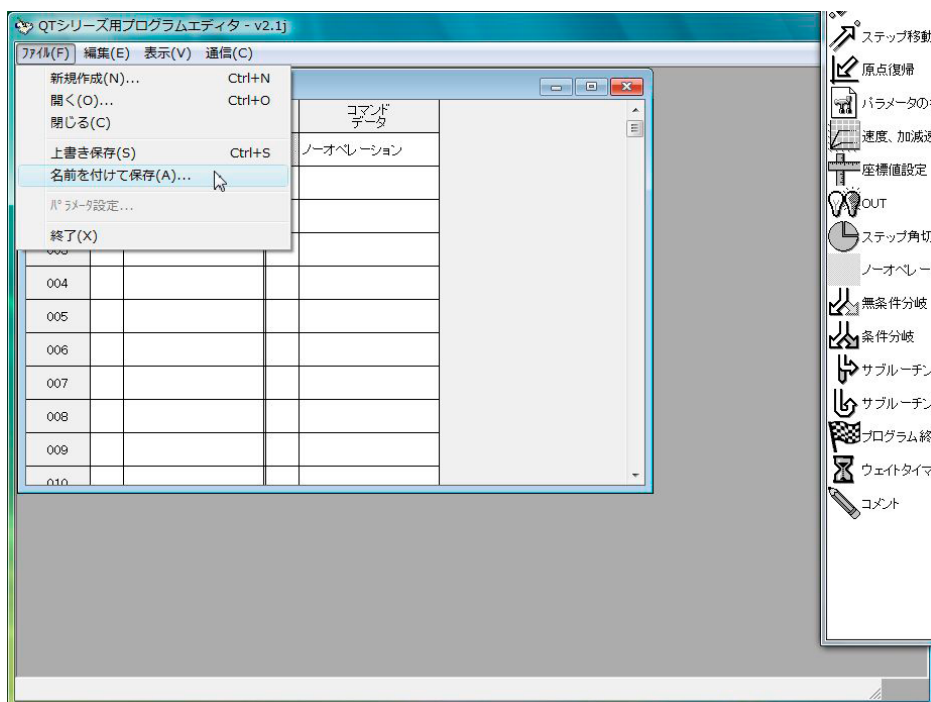 QTシリーズ用プログラムエディタ - v2.1j
ファイル(F) 編集(E) 表示(V) 通信(C)
新規作成(N)... Ctrl+N
開く(O)... Ctrl+O
閉じる(C)
上書き保存(S) Ctrl+S
名前を付けて保存(A)...
パラメータ設定...
終了(X)
コマンド
データ
ノーオペレーション
003
004
005
006
007
008
009
010
ステップ移動
原点復帰
パラメータの
速度、加減速
座標値設定
OUT
ステップ角切
ノーオペレー
無条件分岐
条件分岐
サブルーチン
サブルーチン
プログラム終
ウェイトタイマ
コメント